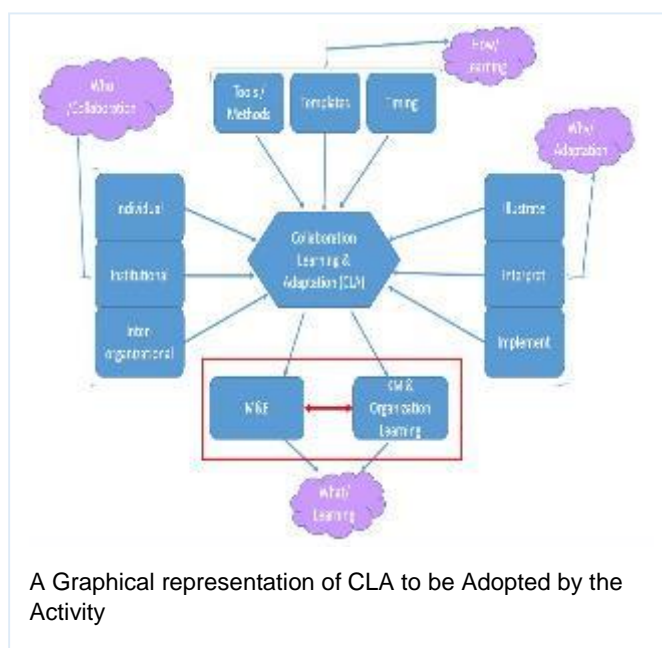 How/
Learning
Who
/Collaboration
Tools /
Methods
Templates
Timing
Why/
Adaptation
Individual
Illustrate
Collaboration
Learning &
Adaptation (CLA)
Institutional
Interpret
Inter
organizational
Implement
M&E
KM &
Organization
Learning
What/
Learning
A Graphical representation of CLA to be Adopted by the
Activity